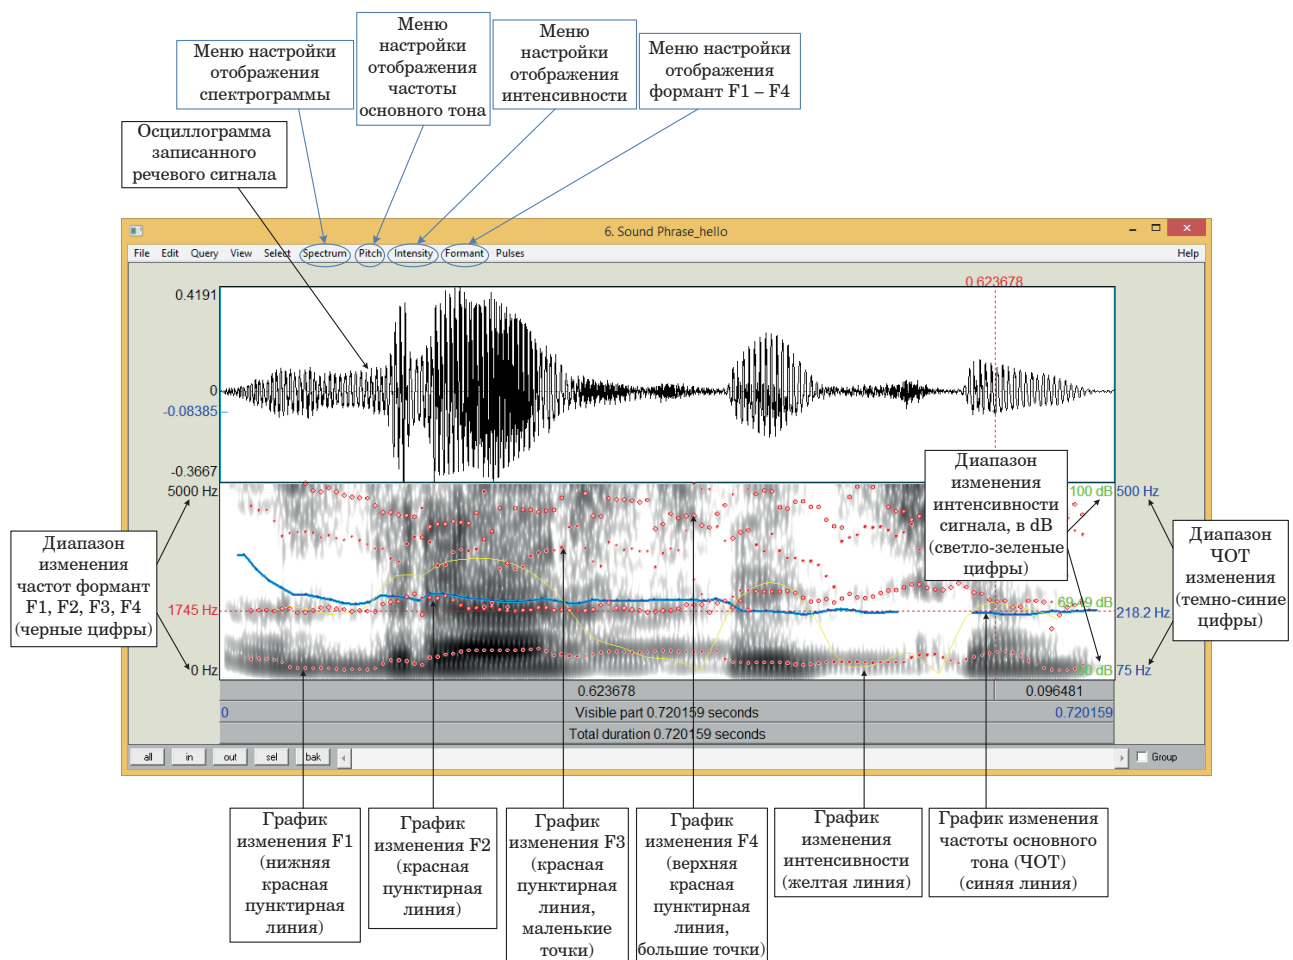 Меню настройки
отображения
спектрограммы
Меню
настройки
отображения
частоты
основного тона
Меню
настройки
отображения
интенсивности
Меню настройки
отображения
формант F1 – F4
Осциллограмма
записанного
речевого сигнала
6. Sound Phrase_hello
File Edit Query View Select Spectrum Pitch Intensity Formant Pulses Help
0.623678
0.4191
0
-0.08385
-0.3667
5000 Hz
1745 Hz
0 Hz
100 dB
500 Hz
69.49 dB
218.2 Hz
75 Hz
Диапазон
изменения
частот формант
F1, F2, F3, F4
(черные цифры)
Диапазон
изменения
интенсивности
сигнала, в dB
(светло-зеленые
цифры)
Диапазон
ЧОТ
изменения
(темно-синие
цифры)
0.623678 0.096481
0 Visible part 0.720159 seconds 0.720159
Total duration 0.720159 seconds
all in out sel bak Group
График
изменения F1
(нижняя
красная
пунктирная
линия)
График
изменения F2
(красная
пунктирная
линия)
График
изменения F3
(красная
пунктирная
линия,
маленькие
точки)
График
изменения F4
(верхняя
красная
пунктирная
линия,
большие точки)
График
изменения
интенсивности
(желтая линия)
График изменения
частоты основного
тона (ЧОТ)
(синяя линия)